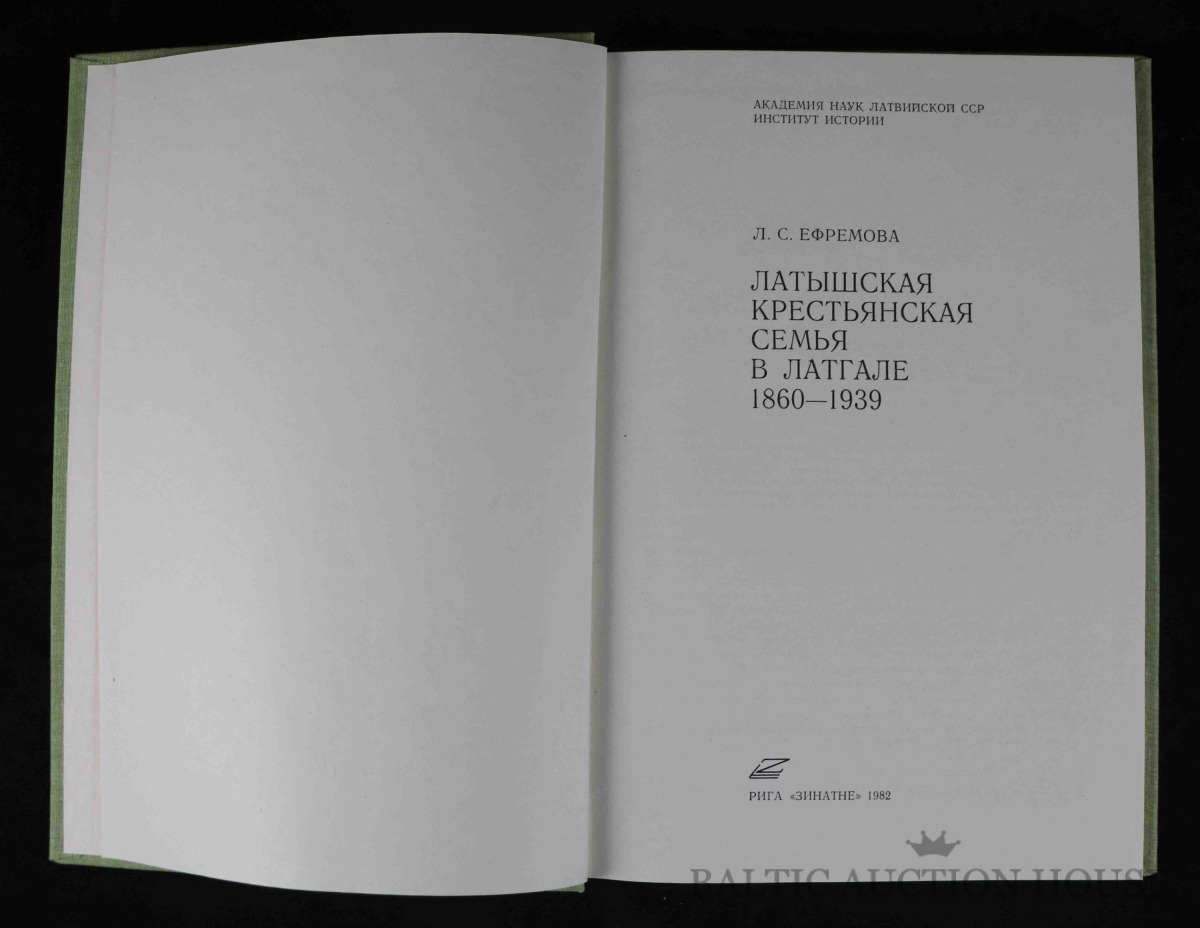 АКАДЕМИЯ НАУК ЛАТВИЙСКОЙ ССР
ИНСТИТУТ ИСТОРИИ
Л. С. ЕФРЕМОВА
ЛАТЫШСКАЯ
КРЕСТЬЯНСКАЯ
СЕМЬЯ
В ЛАТГАЛЕ
1860—1939
Z
РИГА «ЗИНАТНЕ» 1982
BALTIC AUCTION HOUS